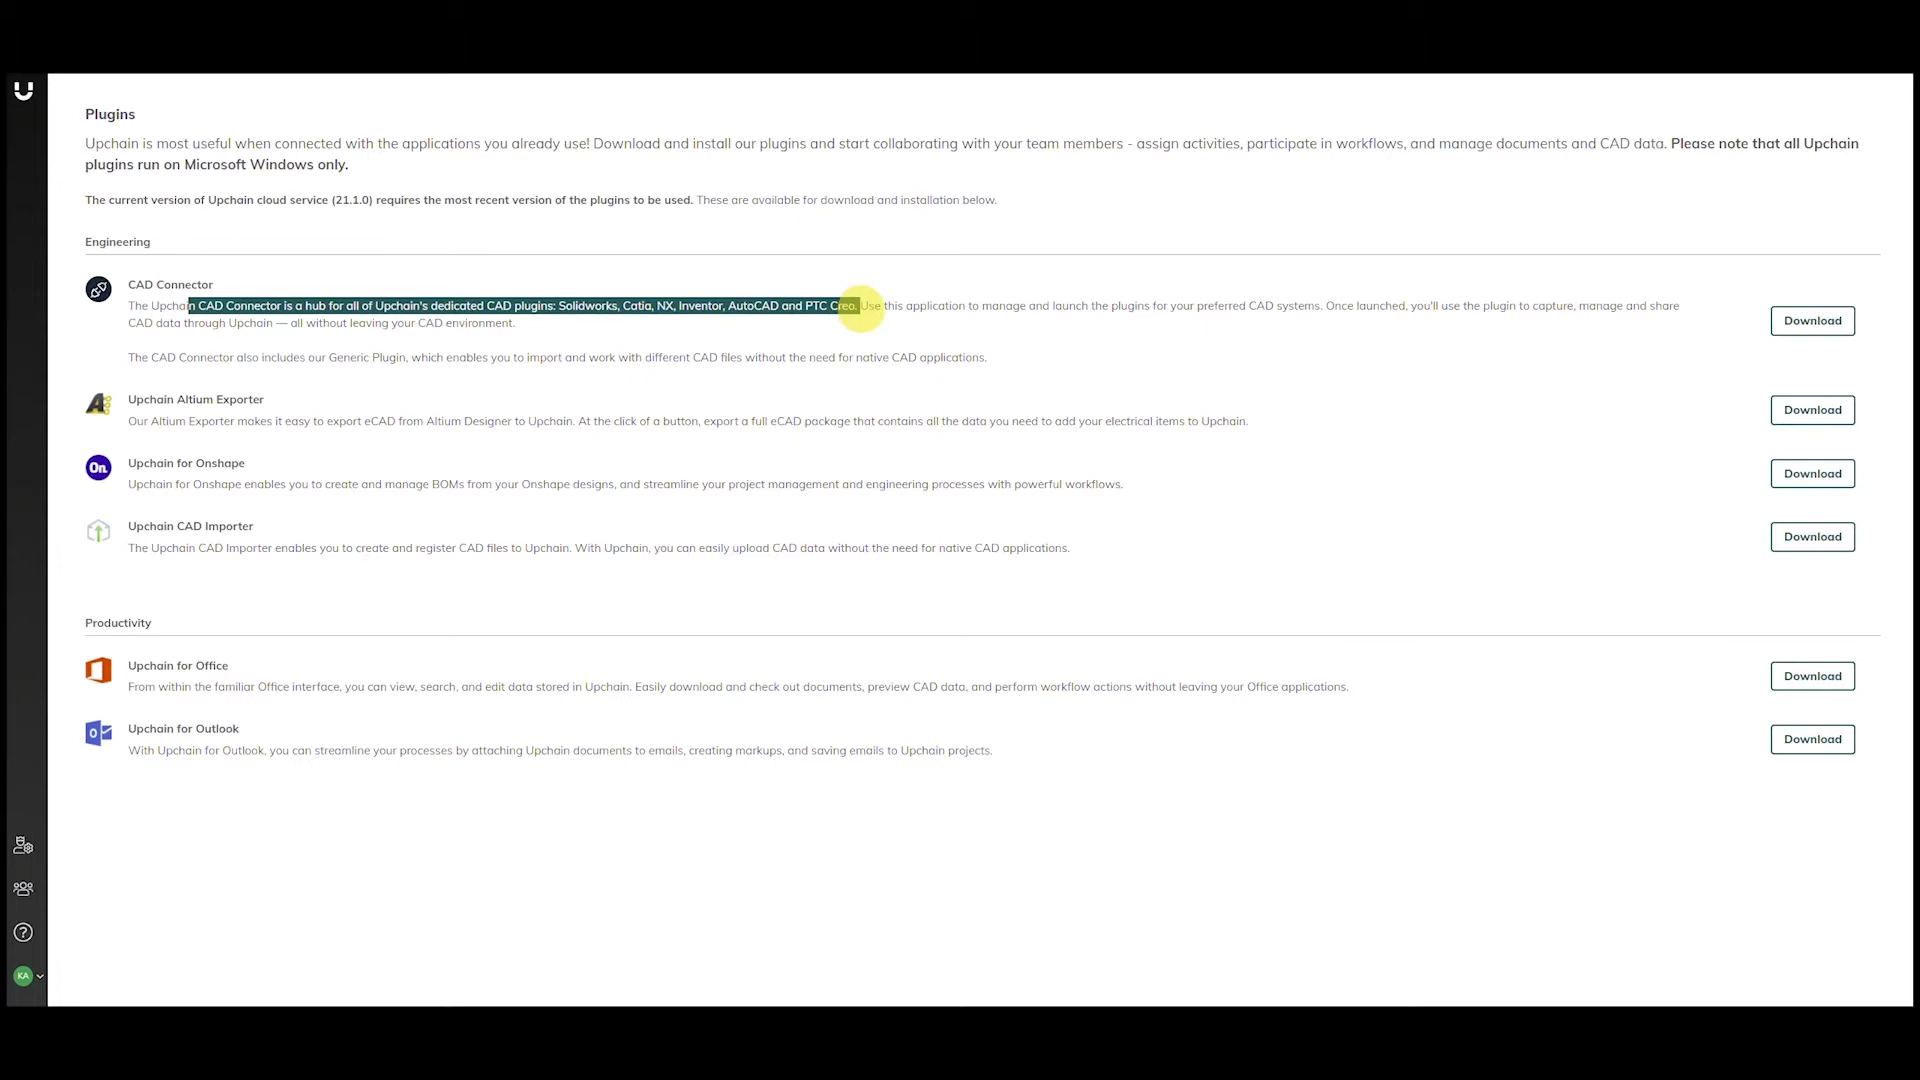 Plugins
Upchain is most useful when connected with the applications you already use! Download and install our plugins and start collaborating with your team members - assign activities, participate in workflows, and manage documents and CAD data. Please note that all Upchain
plugins run on Microsoft Windows only.
The current version of Upchain cloud service (21.1.0) requires the most recent version of the plugins to be used. These are available for download and installation below.
Engineering
CAD Connector
The Upchain CAD Connector is a hub for all of Upchain's dedicated CAD plugins: Solidworks, Catia, NX, Inventor, AutoCAD and PTC Creo. Use this application to manage and launch the plugins for your preferred CAD systems. Once launched, you'll use the plugin to capture, manage and share
CAD data through Upchain — all without leaving your CAD environment.
Download
The CAD Connector also includes our Generic Plugin, which enables you to import and work with different CAD files without the need for native CAD applications.
Upchain Altium Exporter
Our Altium Exporter makes it easy to export eCAD from Altium Designer to Upchain. At the click of a button, export a full eCAD package that contains all the data you need to add your electrical items to Upchain.
Download
On.
Upchain for Onshape
Upchain for Onshape enables you to create and manage BOMs from your Onshape designs, and streamline your project management and engineering processes with powerful workflows.
Download
Upchain CAD Importer
The Upchain CAD Importer enables you to create and register CAD files to Upchain. With Upchain, you can easily upload CAD data without the need for native CAD applications.
Download
Productivity
Upchain for Office
From within the familiar Office interface, you can view, search, and edit data stored in Upchain. Easily download and check out documents, preview CAD data, and perform workflow actions without leaving your Office applications.
Download
Upchain for Outlook
With Upchain for Outlook, you can streamline your processes by attaching Upchain documents to emails, creating markups, and saving emails to Upchain projects.
Download
KA